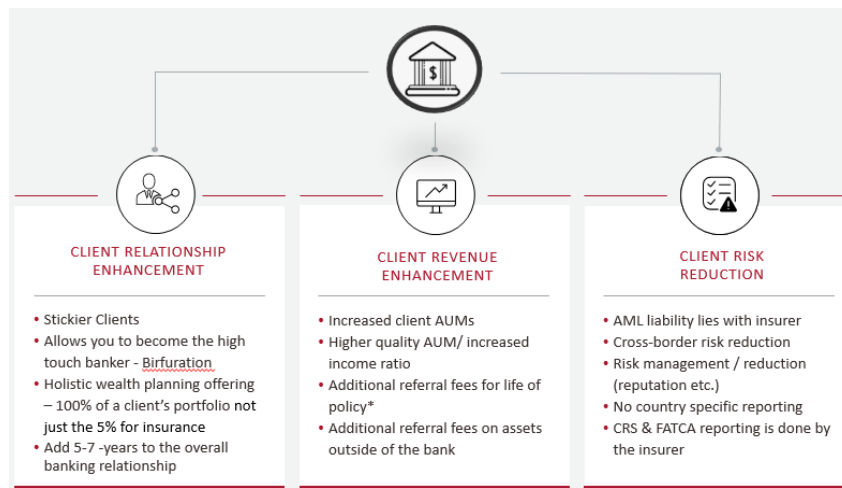 $
CLIENT RELATIONSHIP
ENHANCEMENT
• Stickier Clients
• Allows you to become the high
touch banker - Birfuration
• Holistic wealth planning offering
– 100% of a client's portfolio not
just the 5% for insurance
• Add 5-7 -years to the overall
banking relationship
CLIENT REVENUE
ENHANCEMENT
• Increased client AUMs
• Higher quality AUM/ increased
income ratio
• Additional referral fees for life of
policy*
• Additional referral fees on assets
outside of the bank
CLIENT RISK
REDUCTION
• AML liability lies with insurer
• Cross-border risk reduction
• Risk management / reduction
(reputation etc.)
• No country specific reporting
• CRS & FATCA reporting is done by
the insurer